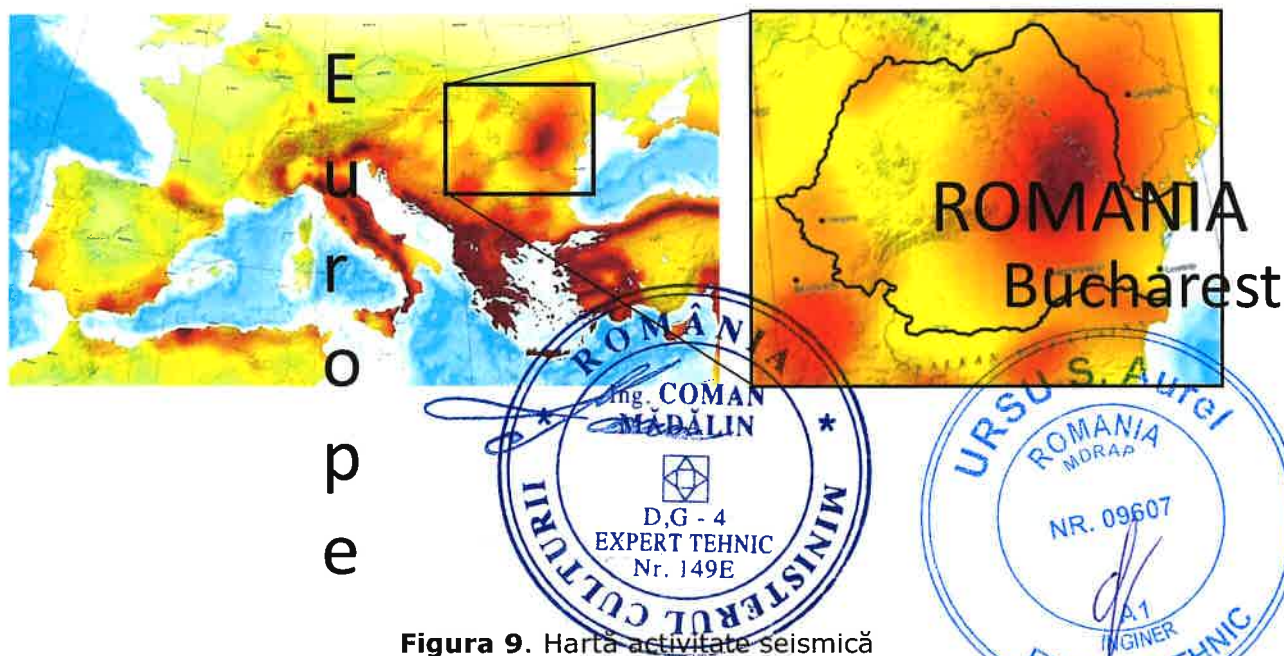 Europe
ROMANIA
Bucharest
ROMÂNIA
Ing. COMAN
MĂDĂLIN
D,G - 4
EXPERT TEHNIC
Nr. 149E
* MINISTERUL CULTURII *
URSU S. Aurel
ROMANIA
MDRAP
NR. 09607
A1
INGINER
Figura 9. Hartă activitate seismică